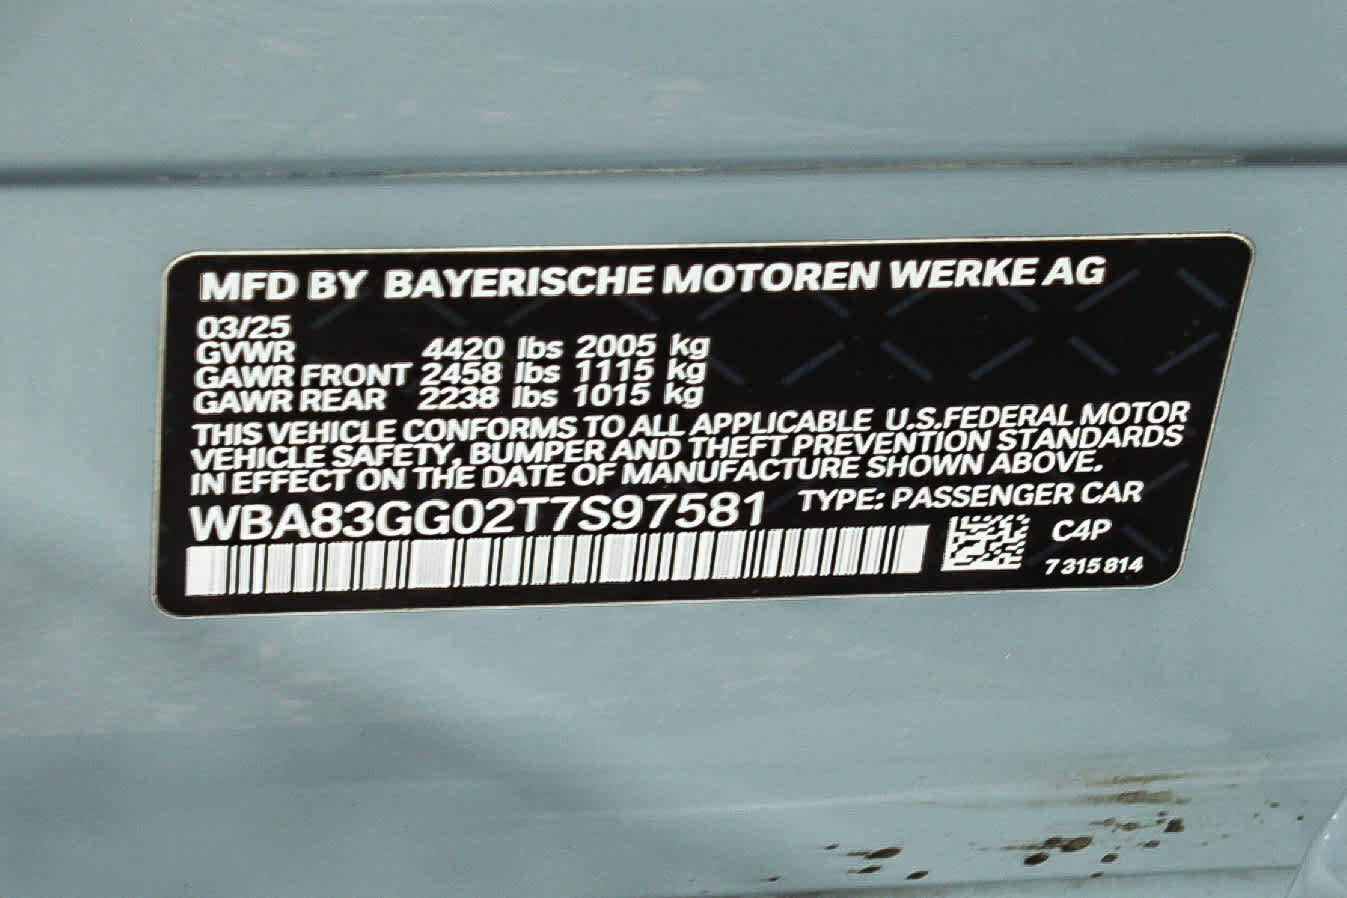 MFD BY BAYERISCHE MOTOREN WERKE AG
03/25
GVWR 4420 lbs 2005 kg
GAWR FRONT 2458 lbs 1115 kg
GAWR REAR 2238 lbs 1015 kg
THIS VEHICLE CONFORMS TO ALL APPLICABLE U.S.FEDERAL MOTOR
VEHICLE SAFETY, BUMPER AND THEFT PREVENTION STANDARDS
IN EFFECT ON THE DATE OF MANUFACTURE SHOWN ABOVE.
WBA83GG02T7S97581 TYPE: PASSENGER CAR
C4P
7 315 814